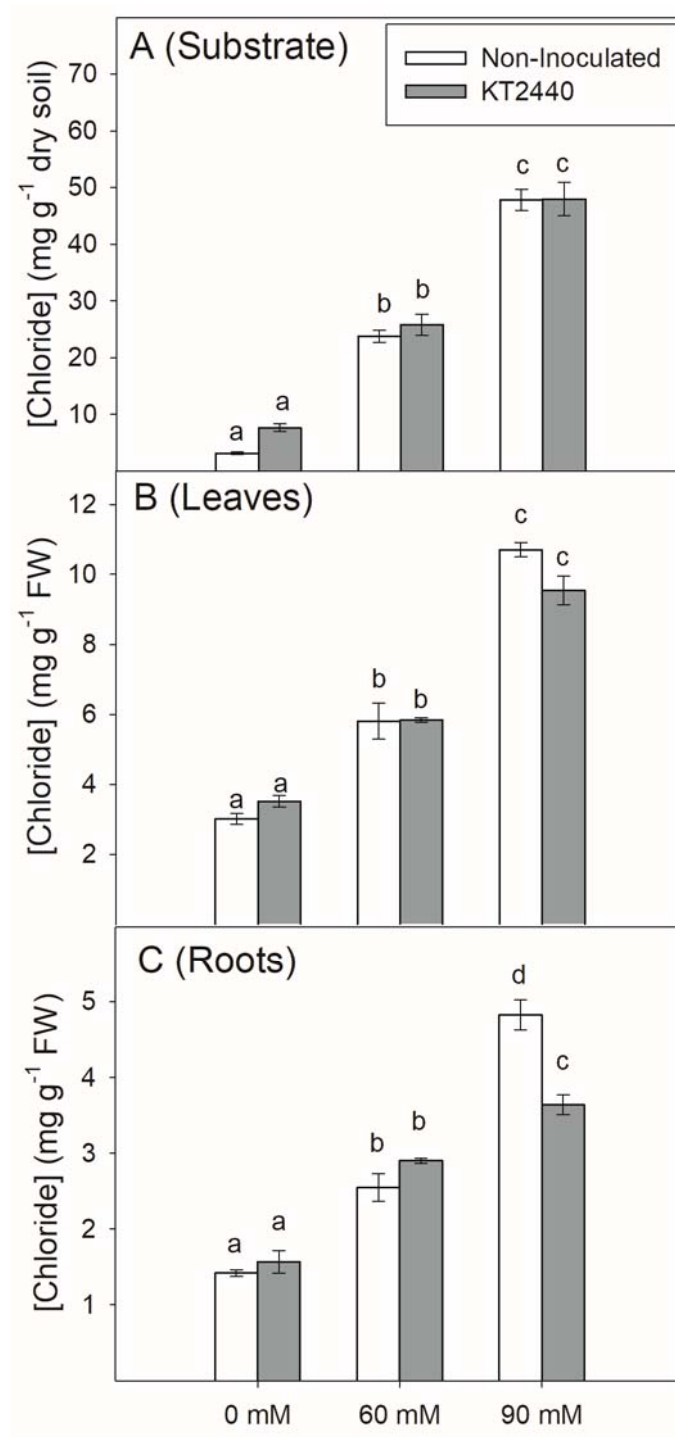 A (Substrate)
Non-Inoculated
KT2440
[Chloride] (mg g⁻¹ dry soil)
70
60
50
40
30
20
10
a
a
b
b
c
c
B (Leaves)
[Chloride] (mg g⁻¹ FW)
12
10
8
6
4
2
a
a
b
b
c
c
C (Roots)
[Chloride] (mg g⁻¹ FW)
5
4
3
2
1
a
a
b
b
d
c
0 mM 60 mM 90 mM